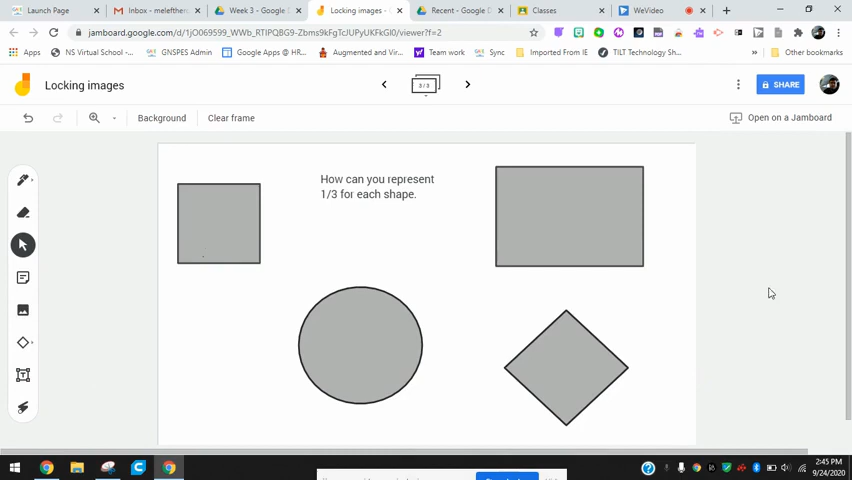 Launch Page
Inbox - meleftherc
Week 3 - Google D
Locking images -
Recent - Google D
Classes
WeVideo
jamboard.google.com/d/1jO069599_WWb_RTIPQBG9-Zbms9kFgTcJUPyUKFkGl0/viewer?f=2
Apps
NS Virtual School -...
GNSPES Admin
Google Apps @ HR...
Augmented and Vir...
Team work
Sync
Imported From IE
TILT Technology Sh...
Other bookmarks
Locking images
3 / 3
SHARE
Background
Clear frame
Open on a Jamboard
How can you represent
1/3 for each shape.
2:45 PM
9/24/2020